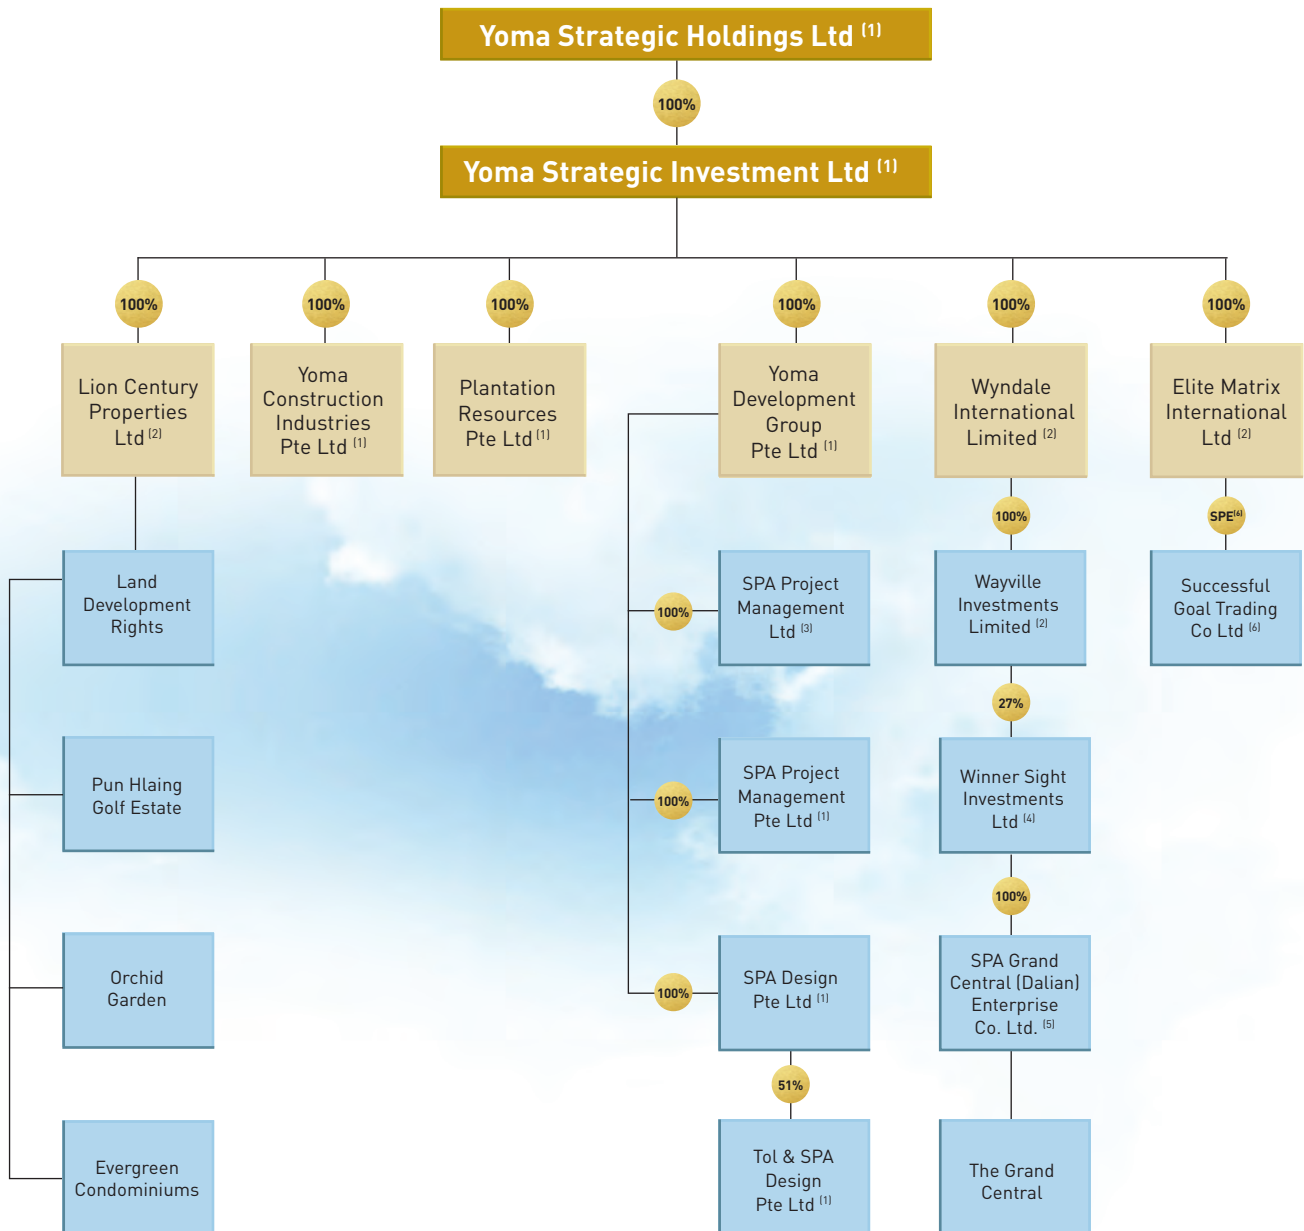 Yoma Strategic Holdings Ltd (1)
100%
Yoma Strategic Investment Ltd (1)
100%
100%
100%
100%
100%
100%
Lion Century
Properties
Ltd (2)
Yoma
Construction
Industries
Pte Ltd (1)
Plantation
Resources
Pte Ltd (1)
Yoma
Development
Group
Pte Ltd (1)
Wyndale
International
Limited (2)
Elite Matrix
International
Ltd (2)
100%
SPE(6)
Land
Development
Rights
100%
SPA Project
Management
Ltd (3)
Wayville
Investments
Limited (2)
Successful
Goal Trading
Co Ltd (6)
27%
Pun Hlaing
Golf Estate
100%
SPA Project
Management
Pte Ltd (1)
Winner Sight
Investments
Ltd (4)
100%
Orchid
Garden
100%
SPA Design
Pte Ltd (1)
SPA Grand
Central (Dalian)
Enterprise
Co. Ltd. (5)
51%
Evergreen
Condominiums
Tol & SPA
Design
Pte Ltd (1)
The Grand
Central